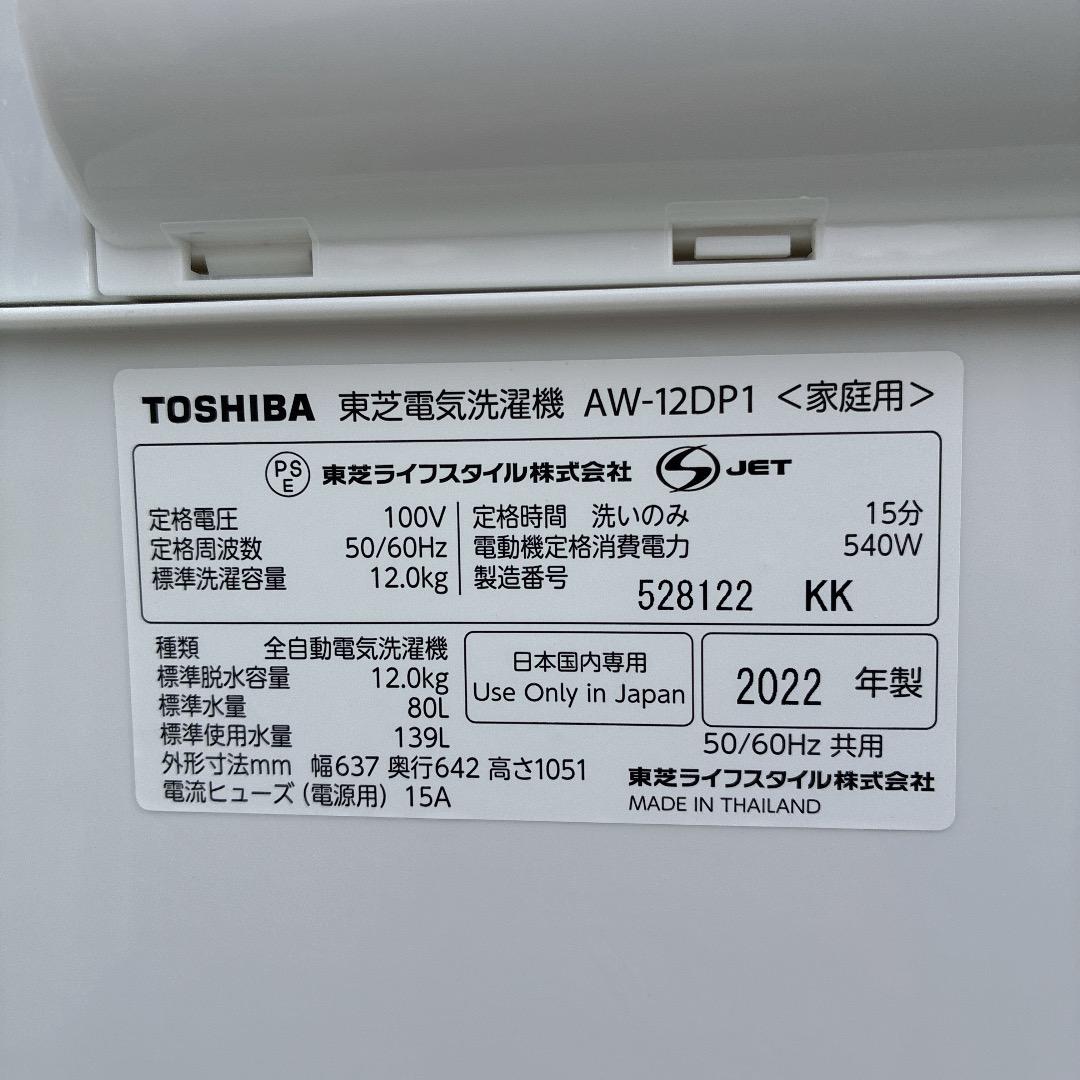 TOSHIBA 東芝電気洗濯機 AW-12DP1 <家庭用>
PSE 東芝ライフスタイル株式会社 S JET
定格電圧 100V
定格周波数 50/60Hz
標準洗濯容量 12.0kg
定格時間 洗いのみ 15分
電動機定格消費電力 540W
製造番号 528122 KK
種類 全自動電気洗濯機
標準脱水容量 12.0kg
標準水量 80L
標準使用水量 139L
外形寸法mm 幅637 奥行642 高さ1051
電流ヒューズ (電源用) 15A
日本国内専用
Use Only in Japan
2022 年製
50/60Hz 共用
東芝ライフスタイル株式会社
MADE IN THAILAND